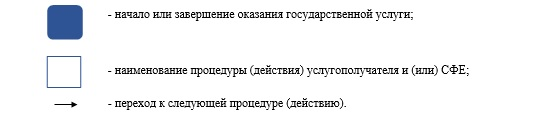 - начало или завершение оказания государственной услуги;
- наименование процедуры (действия) услугополучателя и (или) СФЕ;
- переход к следующей процедуре (действию).